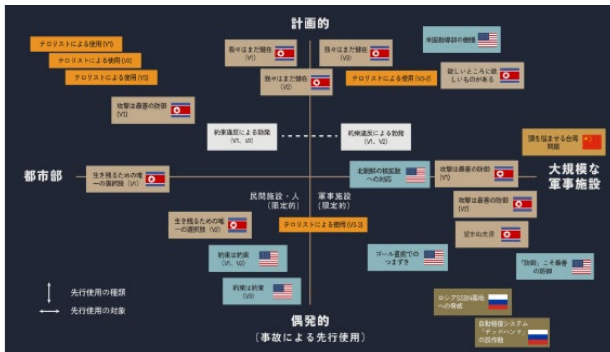 計画的
テロリストによる使用 (V1)
テロリストによる使用 (V2)
テロリストによる使用 (V3)
我々はまだ健在
(V1)
我々はまだ健在
(V3)
我々はまだ健在
(V2)
米国指導部の
テロリストによる使用 (V3-2)
欲しいところに欲
しいものがある
攻撃は最善の防御
(V3)
約束違反による勃発
(V1、V2)
約束違反による勃発
(V1、V2)
頭を悩ませる台湾
問題
都市部
生き残るための唯
一の選択肢 (V1)
民間施設・人
(限定的)
軍事施設
(限定的)
北朝鮮の核拡散
への対応
攻撃は最善の防御
(V1)
大規模な
軍事施設
攻撃は最善の防御
(V2)
生き残るための唯
一の選択肢 (V2)
テロリストによる使用 (V3-3)
望まぬ
約束は約束
(V1、V2)
ゴール直前での
つまずき
「防御」こそ最善
の防御
約束は約束
(V3)
先行使用の種類
先行使用の対象
偶発的
(事故による先行使用)
ロシアSSBN基地
への脅威
自動報復システム
「デッドハンド」
の誤作動